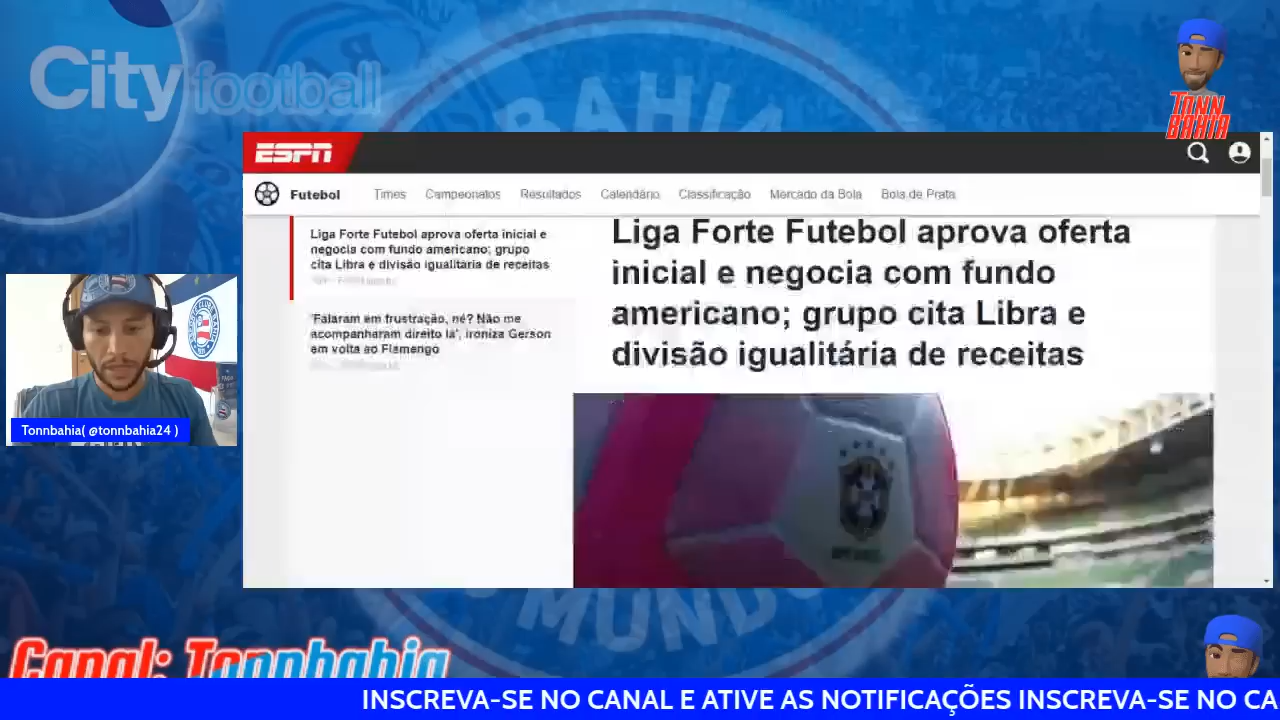 City football
BAHIA
TONN
BAHIA
ESPN
Futebol Times Campeonatos Resultados Calendário Classificação Mercado da Bola Bola de Prata
Liga Forte Futebol aprova oferta inicial e
negocia com fundo americano; grupo
cita Libra e divisão igualitária de receitas
'Falaram em frustração, né? Não me
acompanharam direito lá', ironiza Gerson
em volta ao Flamengo
Liga Forte Futebol aprova oferta
inicial e negocia com fundo
americano; grupo cita Libra e
divisão igualitária de receitas
Tonnbahia( @tonnbahia24 )
MUNDO
Canal: Tonnbahia
INSCREVA-SE NO CANAL E ATIVE AS NOTIFICAÇÕES INSCREVA-SE NO CA